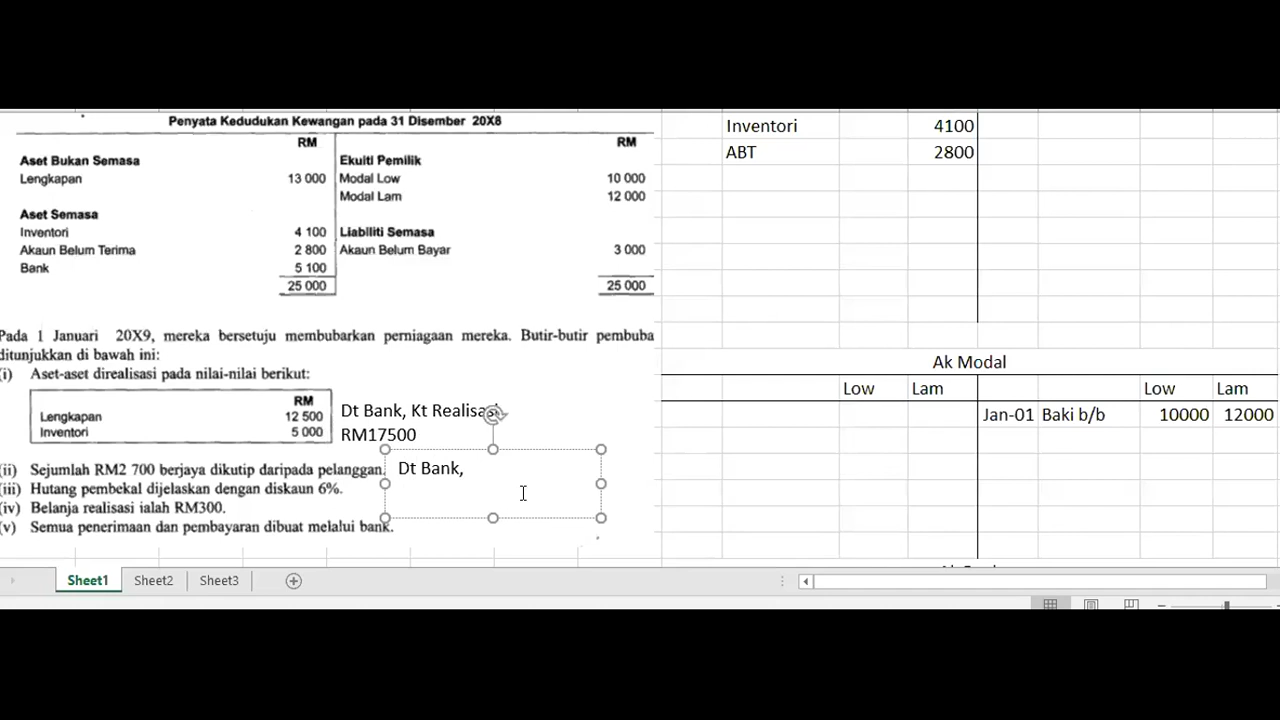 Penyata Kedudukan Kewangan pada 31 Disember 20X8
RM RM
Aset Bukan Semasa Ekuiti Pemilik
Lengkapan 13 000 Modal Low 10 000
Modal Lam 12 000
Aset Semasa
Inventori 4 100 Liabiliti Semasa
Akaun Belum Terima 2 800 Akaun Belum Bayar 3 000
Bank 5 100
25 000 25 000
Pada 1 Januari 20X9, mereka bersetuju membubarkan perniagaan mereka. Butir-butir pembuba
ditunjukkan di bawah ini:
(i) Aset-aset direalisasi pada nilai-nilai berikut:
RM
Lengkapan 12 500
Inventori 5 000
Dt Bank, Kt Realisasi
RM17500
(ii) Sejumlah RM2 700 berjaya dikutip daripada pelanggan.
Dt Bank,
(iii) Hutang pembekal dijelaskan dengan diskaun 6%.
(iv) Belanja realisasi ialah RM300.
(v) Semua penerimaan dan pembayaran dibuat melalui bank.
Inventori 4100
ABT 2800
Ak Modal
Low Lam Low Lam
Jan-01 Baki b/b 10000 12000
Sheet1 Sheet2 Sheet3